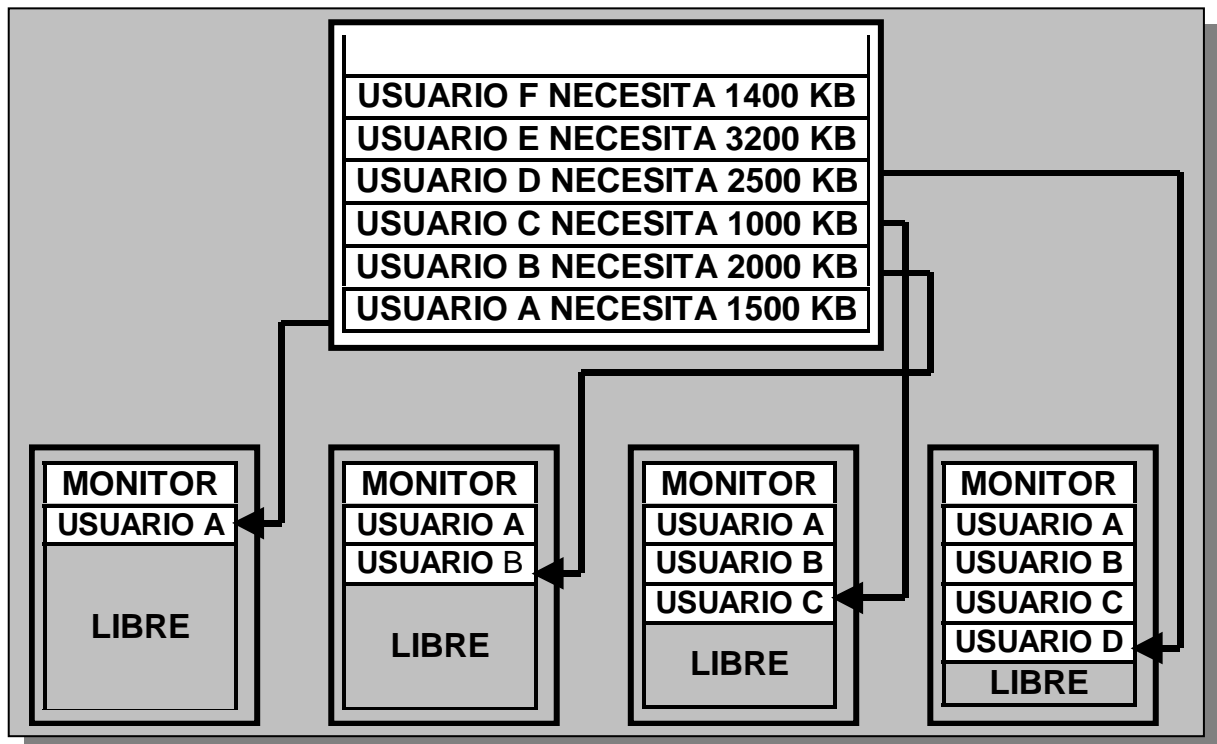 USUARIO F NECESITA 1400 KB
USUARIO E NECESITA 3200 KB
USUARIO D NECESITA 2500 KB
USUARIO C NECESITA 1000 KB
USUARIO B NECESITA 2000 KB
USUARIO A NECESITA 1500 KB
MONITOR
USUARIO A
LIBRE
MONITOR
USUARIO A
USUARIO B
LIBRE
MONITOR
USUARIO A
USUARIO B
USUARIO C
LIBRE
MONITOR
USUARIO A
USUARIO B
USUARIO C
USUARIO D
LIBRE